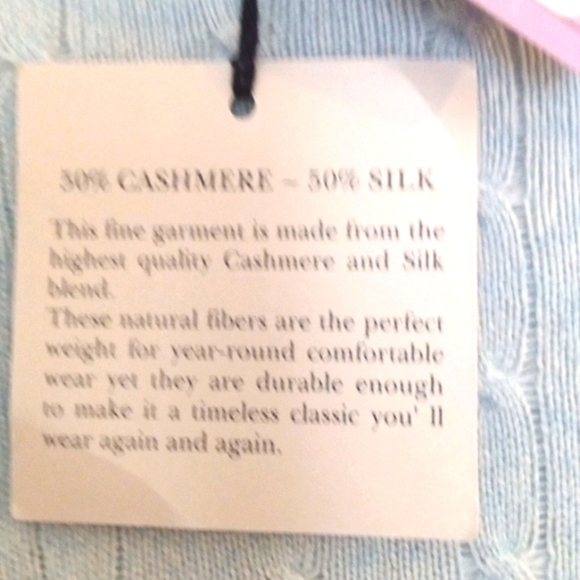 50% CASHMERE ~ 50% SILK
This fine garment is made from the
highest quality Cashmere and Silk
blend.
These natural fibers are the perfect
weight for year-round comfortable
wear yet they are durable enough
to make it a timeless classic you' ll
wear again and again.